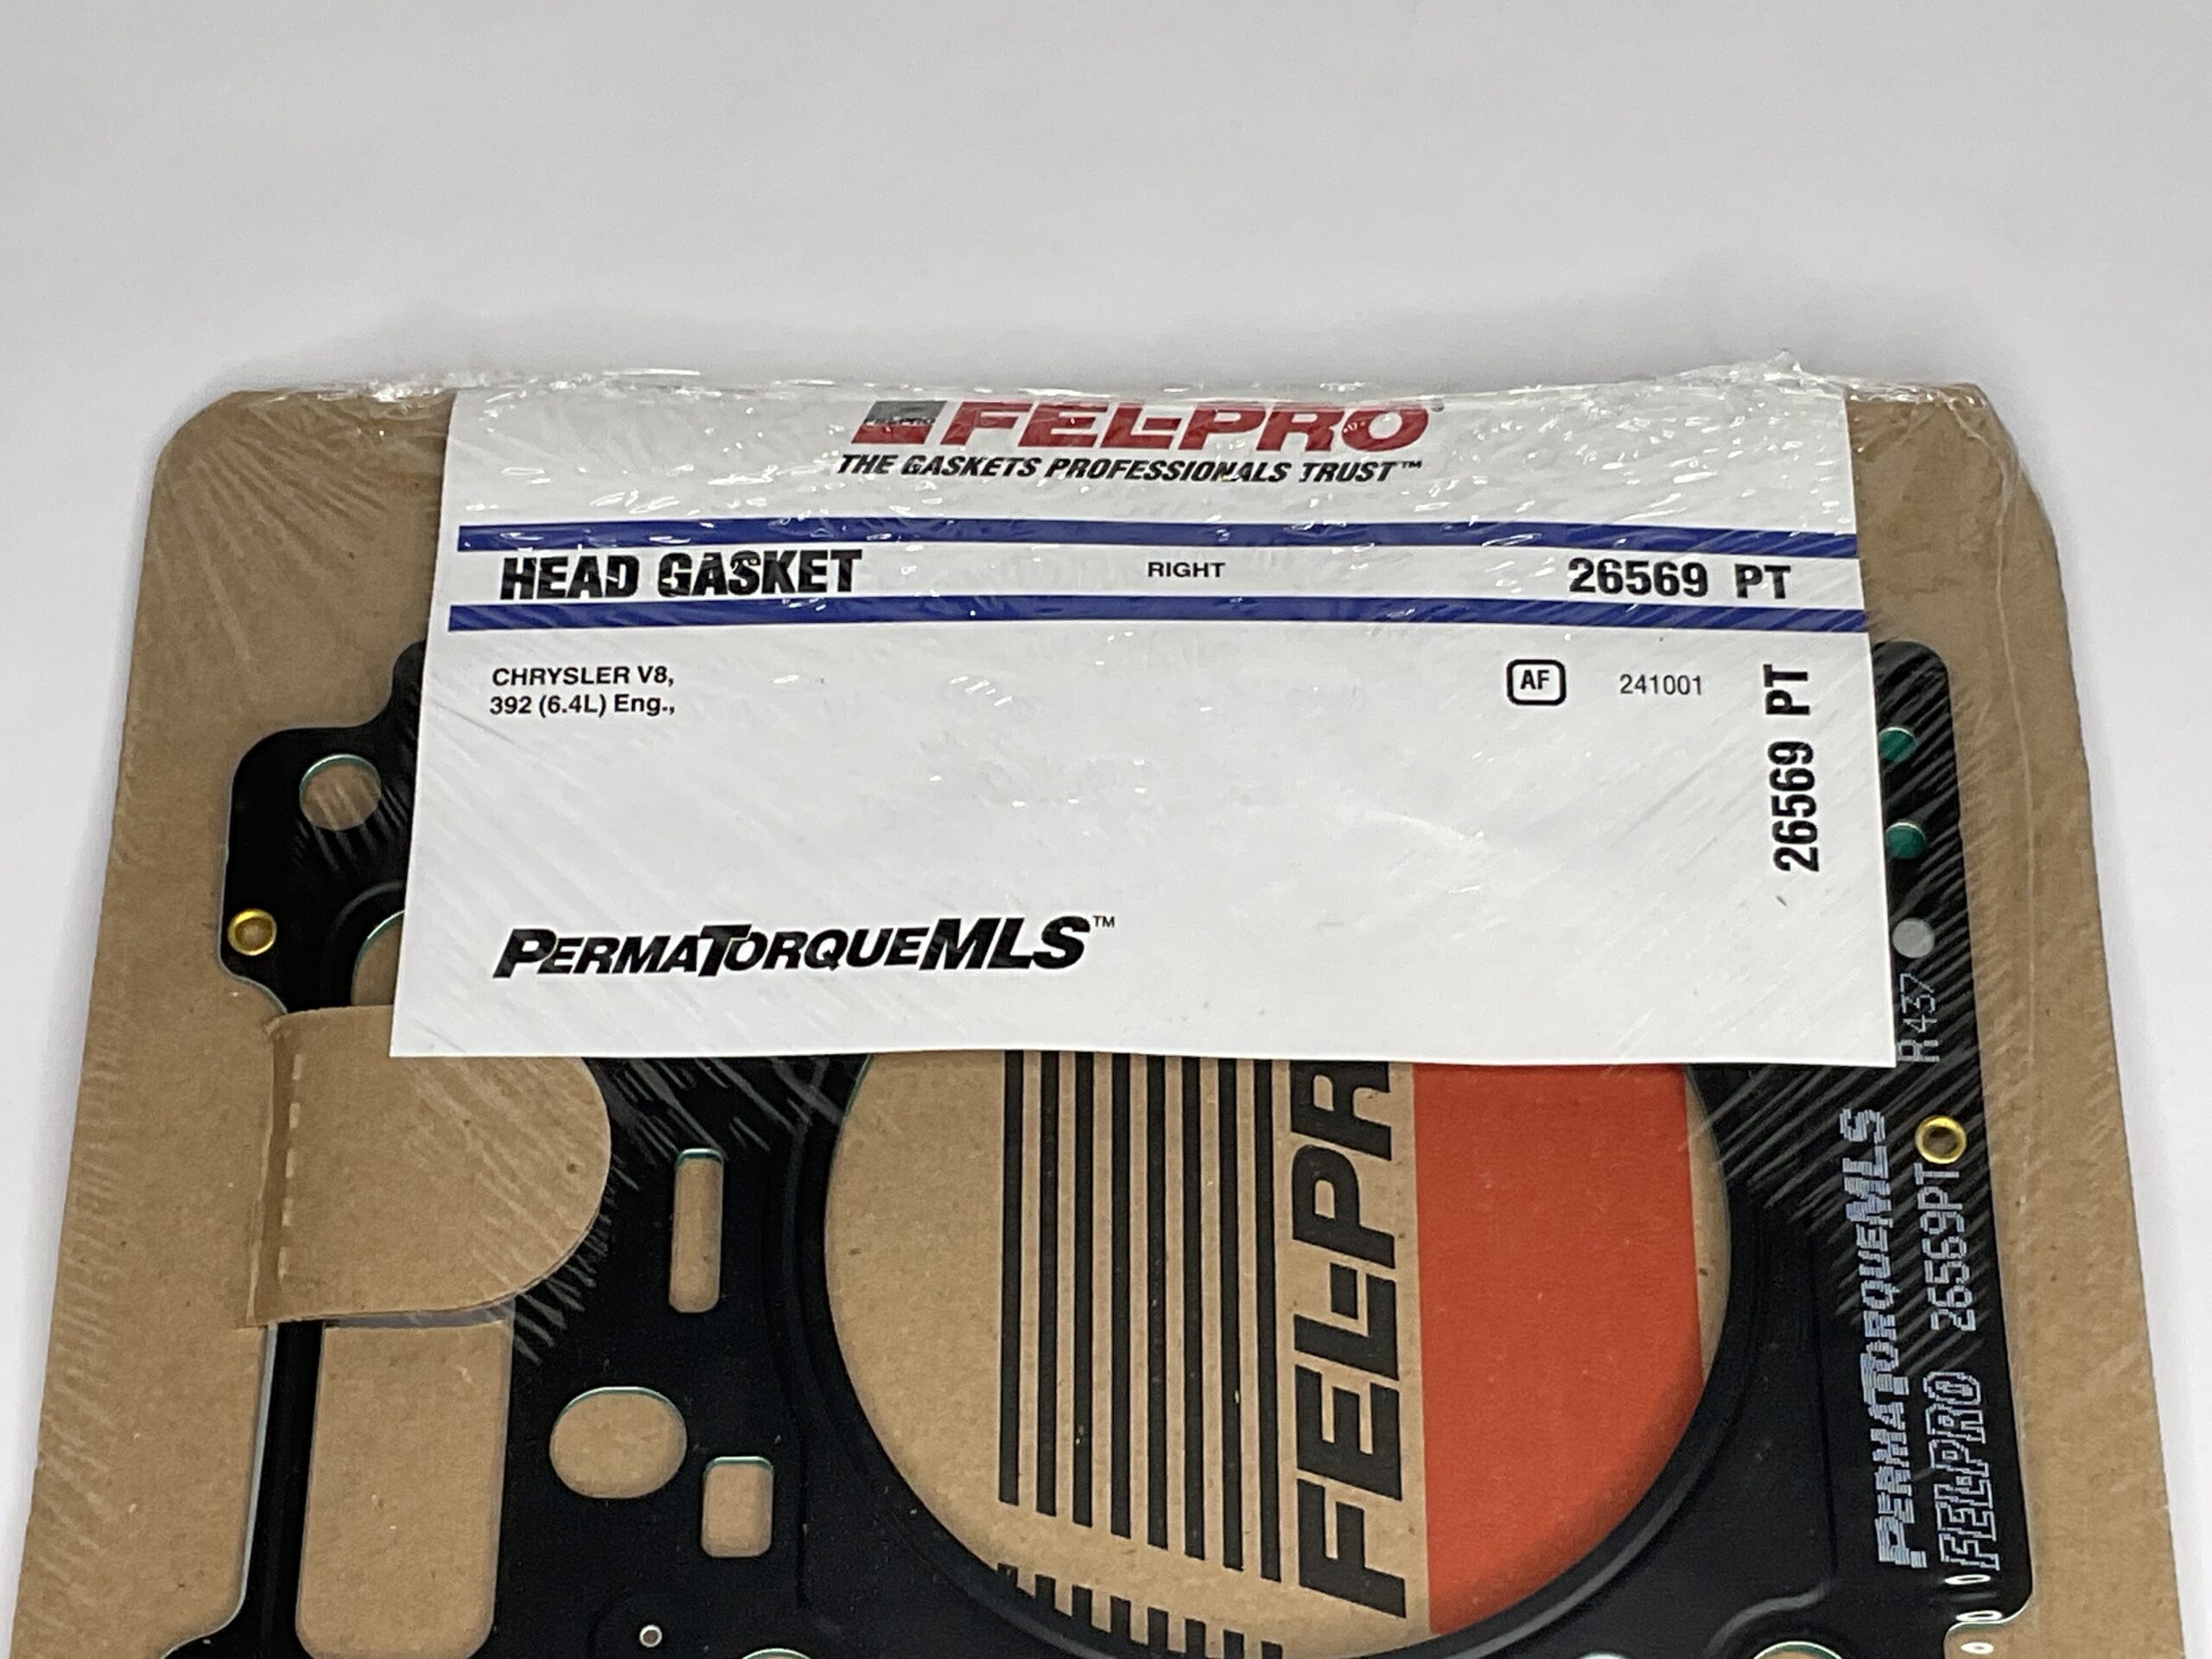 FEL-PRO
THE GASKETS PROFESSIONALS TRUST™
HEAD GASKET RIGHT 26569 PT
CHRYSLER V8,
392 (6.4L) Eng.,
AF 241001
26569 PT
PERMATORQUEMLS™
R437
PERMATORQUEMLS
FEL-PRO 26569PT
FEL-PR